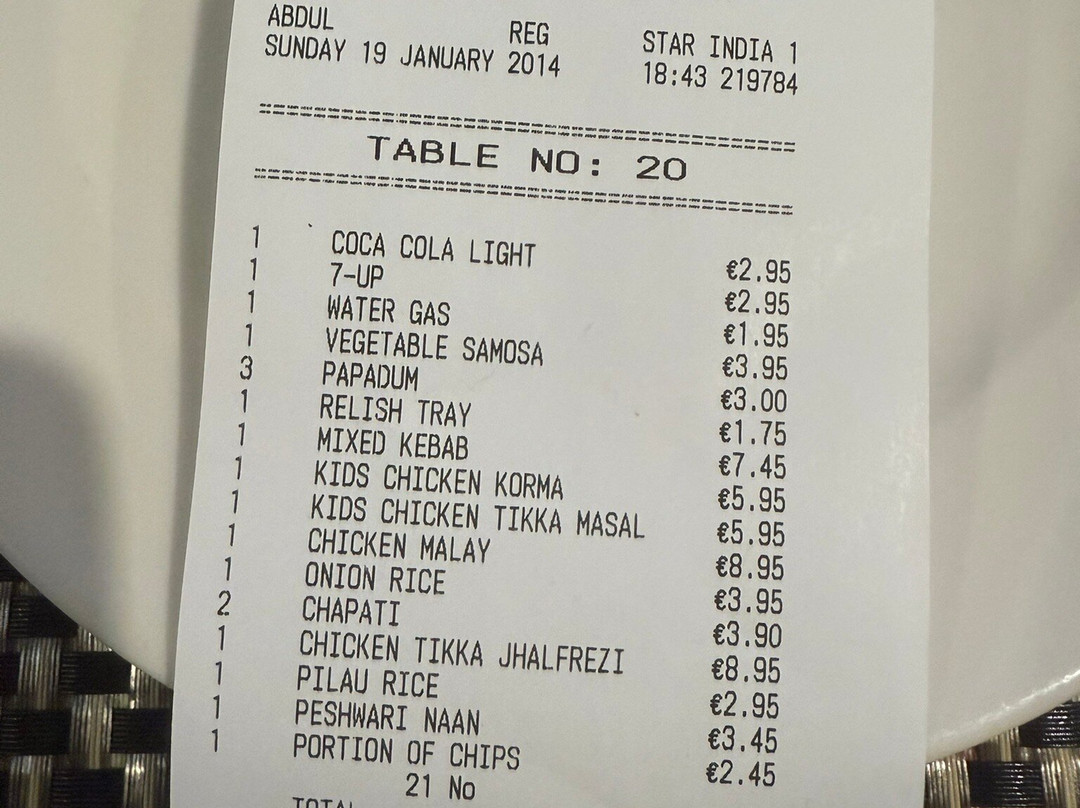 ABDUL REG STAR INDIA 1
SUNDAY 19 JANUARY 2014 18:43 219784
TABLE NO: 20
1 COCA COLA LIGHT €2.95
1 7-UP €2.95
1 WATER GAS €1.95
1 VEGETABLE SAMOSA €3.95
3 PAPADUM €3.00
1 RELISH TRAY €1.75
1 MIXED KEBAB €7.45
1 KIDS CHICKEN KORMA €5.95
1 KIDS CHICKEN TIKKA MASAL €5.95
1 CHICKEN MALAY €8.95
1 ONION RICE €3.95
2 CHAPATI €3.90
1 CHICKEN TIKKA JHALFREZI €8.95
1 PILAU RICE €2.95
1 PESHWARI NAAN €3.45
1 PORTION OF CHIPS €2.45
21 No
TOTAL